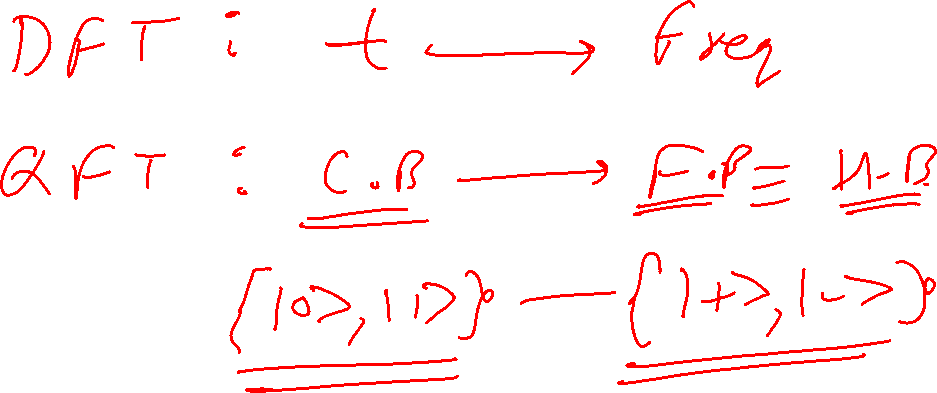 DFT : t ⟶ Freq
QFT : C.B ⟶ F.B ≡ H.B
{|0>, |1>} — {|+>, |->}